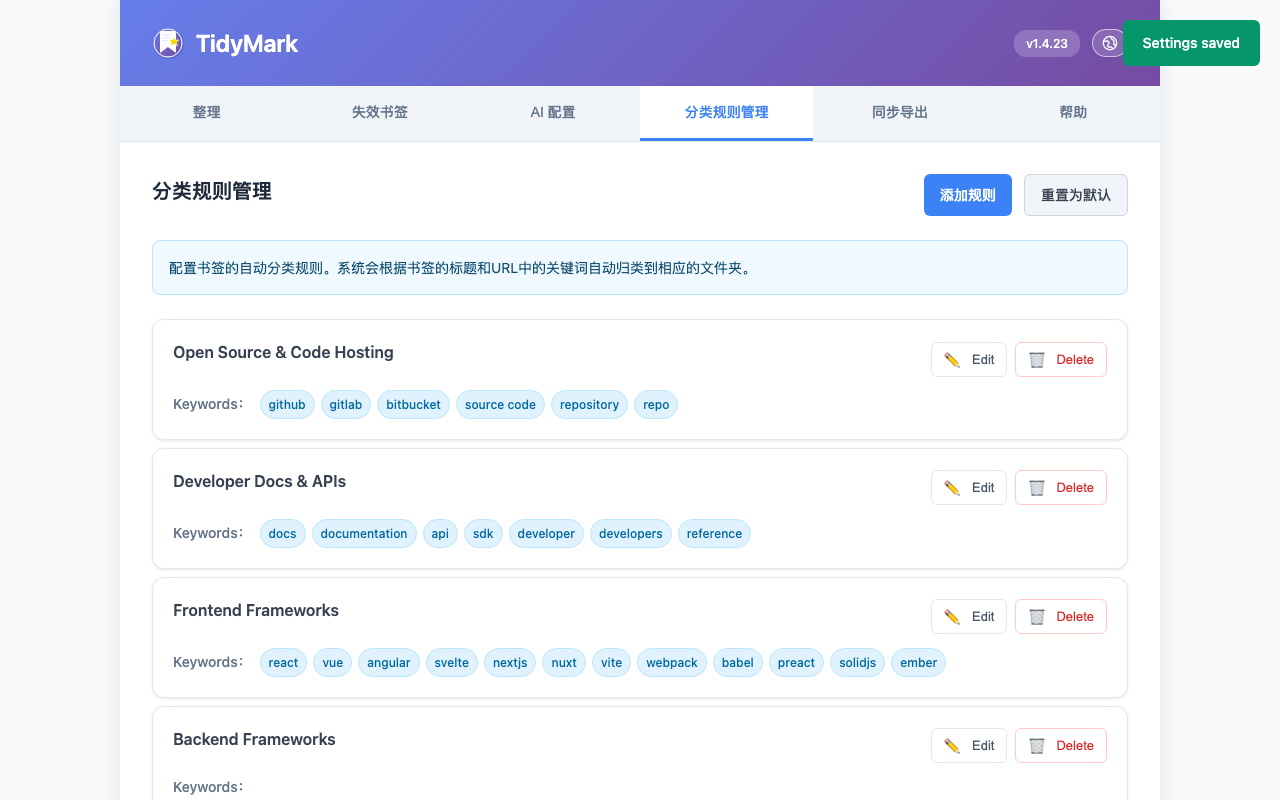 TidyMark
v1.4.23
Settings saved
整理
失效书签
AI 配置
分类规则管理
同步导出
帮助
分类规则管理
添加规则
重置为默认
配置书签的自动分类规则。系统会根据书签的标题和URL中的关键词自动归类到相应的文件夹。
Open Source & Code Hosting
Edit
Delete
Keywords： github gitlab bitbucket source code repository repo
Developer Docs & APIs
Edit
Delete
Keywords： docs documentation api sdk developer developers reference
Frontend Frameworks
Edit
Delete
Keywords： react vue angular svelte nextjs nuxt vite webpack babel preact solidjs ember
Backend Frameworks
Edit
Delete
Keywords：